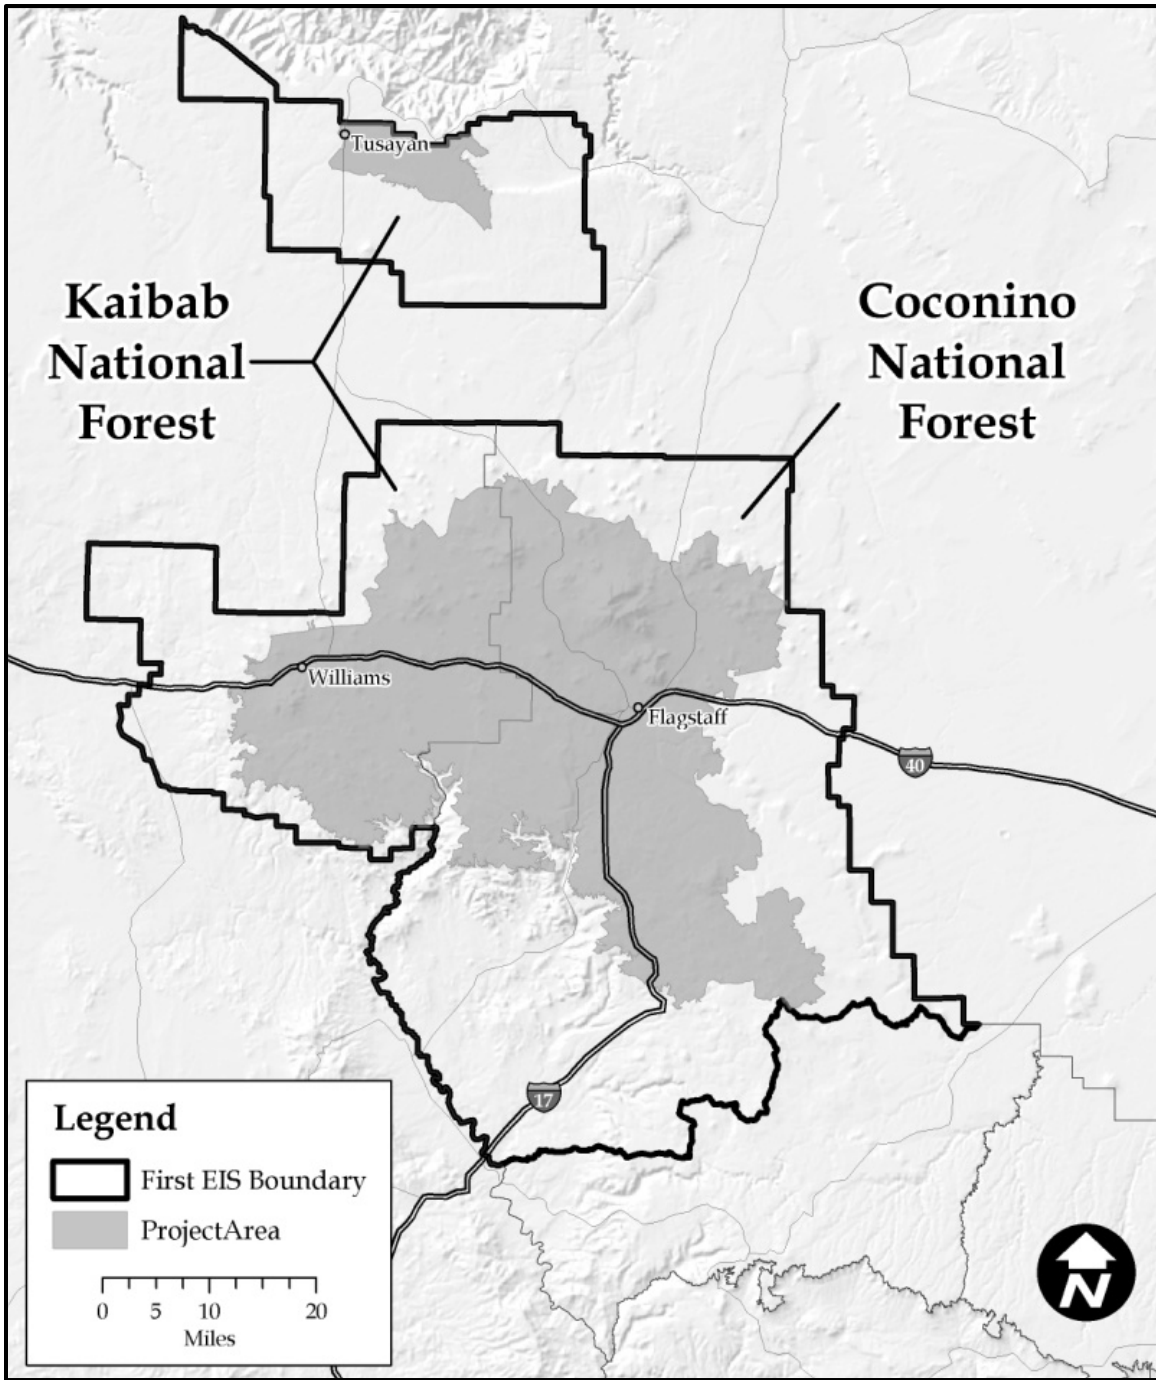 Tusayan
Kaibab
National
Forest
Coconino
National
Forest
Williams
Flagstaff
40
17
Legend
First EIS Boundary
ProjectArea
0 5 10 20
Miles
N